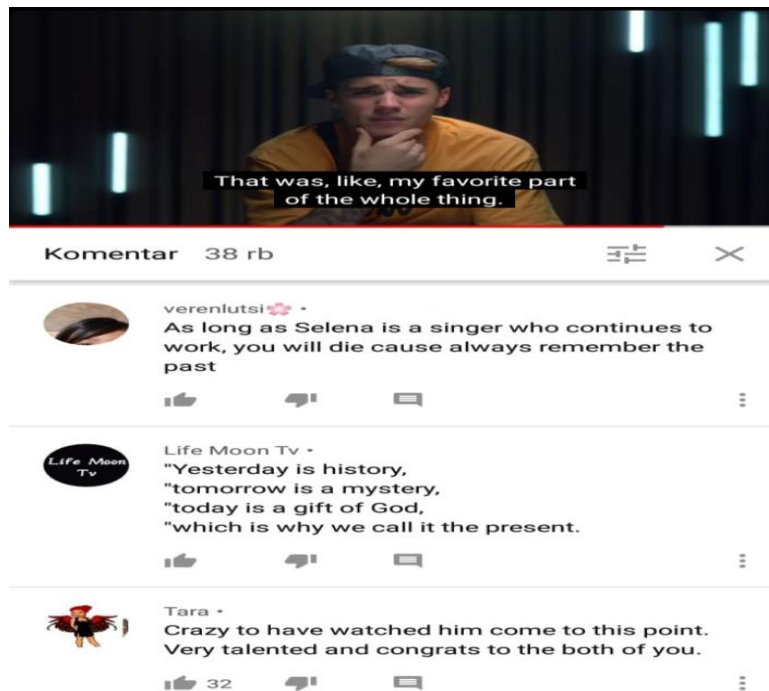 That was, like, my favorite part
of the whole thing.
Komentar 38 rb
verenlutsi🌸 •
As long as Selena is a singer who continues to
work, you will die cause always remember the
past
Life Moon
Tv
Life Moon Tv •
"Yesterday is history,
"tomorrow is a mystery,
"today is a gift of God,
"which is why we call it the present.
Tara •
Crazy to have watched him come to this point.
Very talented and congrats to the both of you.
32